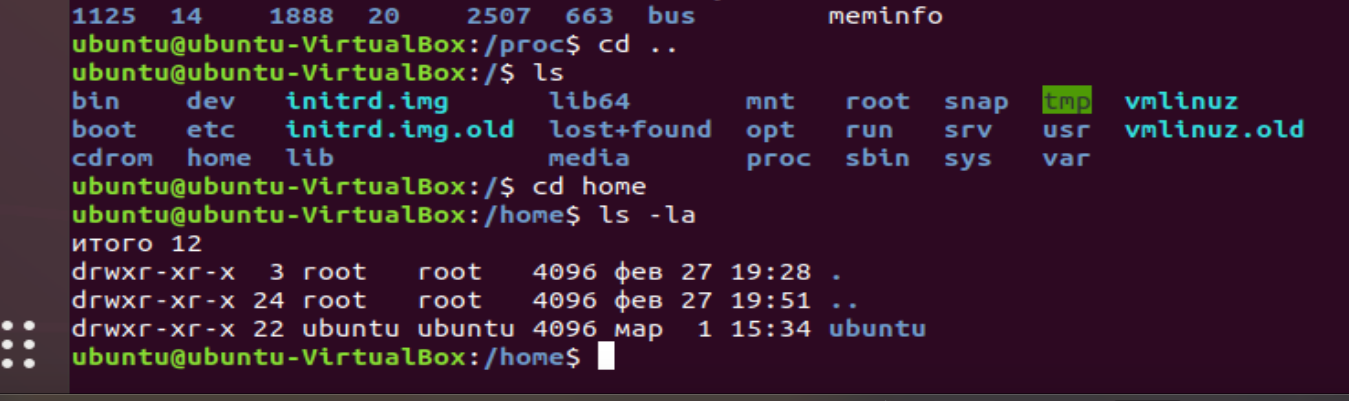 1125 14 1888 20 2507 663 bus meminfo
ubuntu@ubuntu-VirtualBox:/proc$ cd ..
ubuntu@ubuntu-VirtualBox:/$ ls
bin dev initrd.img lib64 mnt root snap tmp vmlinuz
boot etc initrd.img.old lost+found opt run srv usr vmlinuz.old
cdrom home lib media proc sbin sys var
ubuntu@ubuntu-VirtualBox:/$ cd home
ubuntu@ubuntu-VirtualBox:/home$ ls -la
итого 12
drwxr-xr-x 3 root root 4096 фев 27 19:28 .
drwxr-xr-x 24 root root 4096 фев 27 19:51 ..
drwxr-xr-x 22 ubuntu ubuntu 4096 мар 1 15:34 ubuntu
ubuntu@ubuntu-VirtualBox:/home$